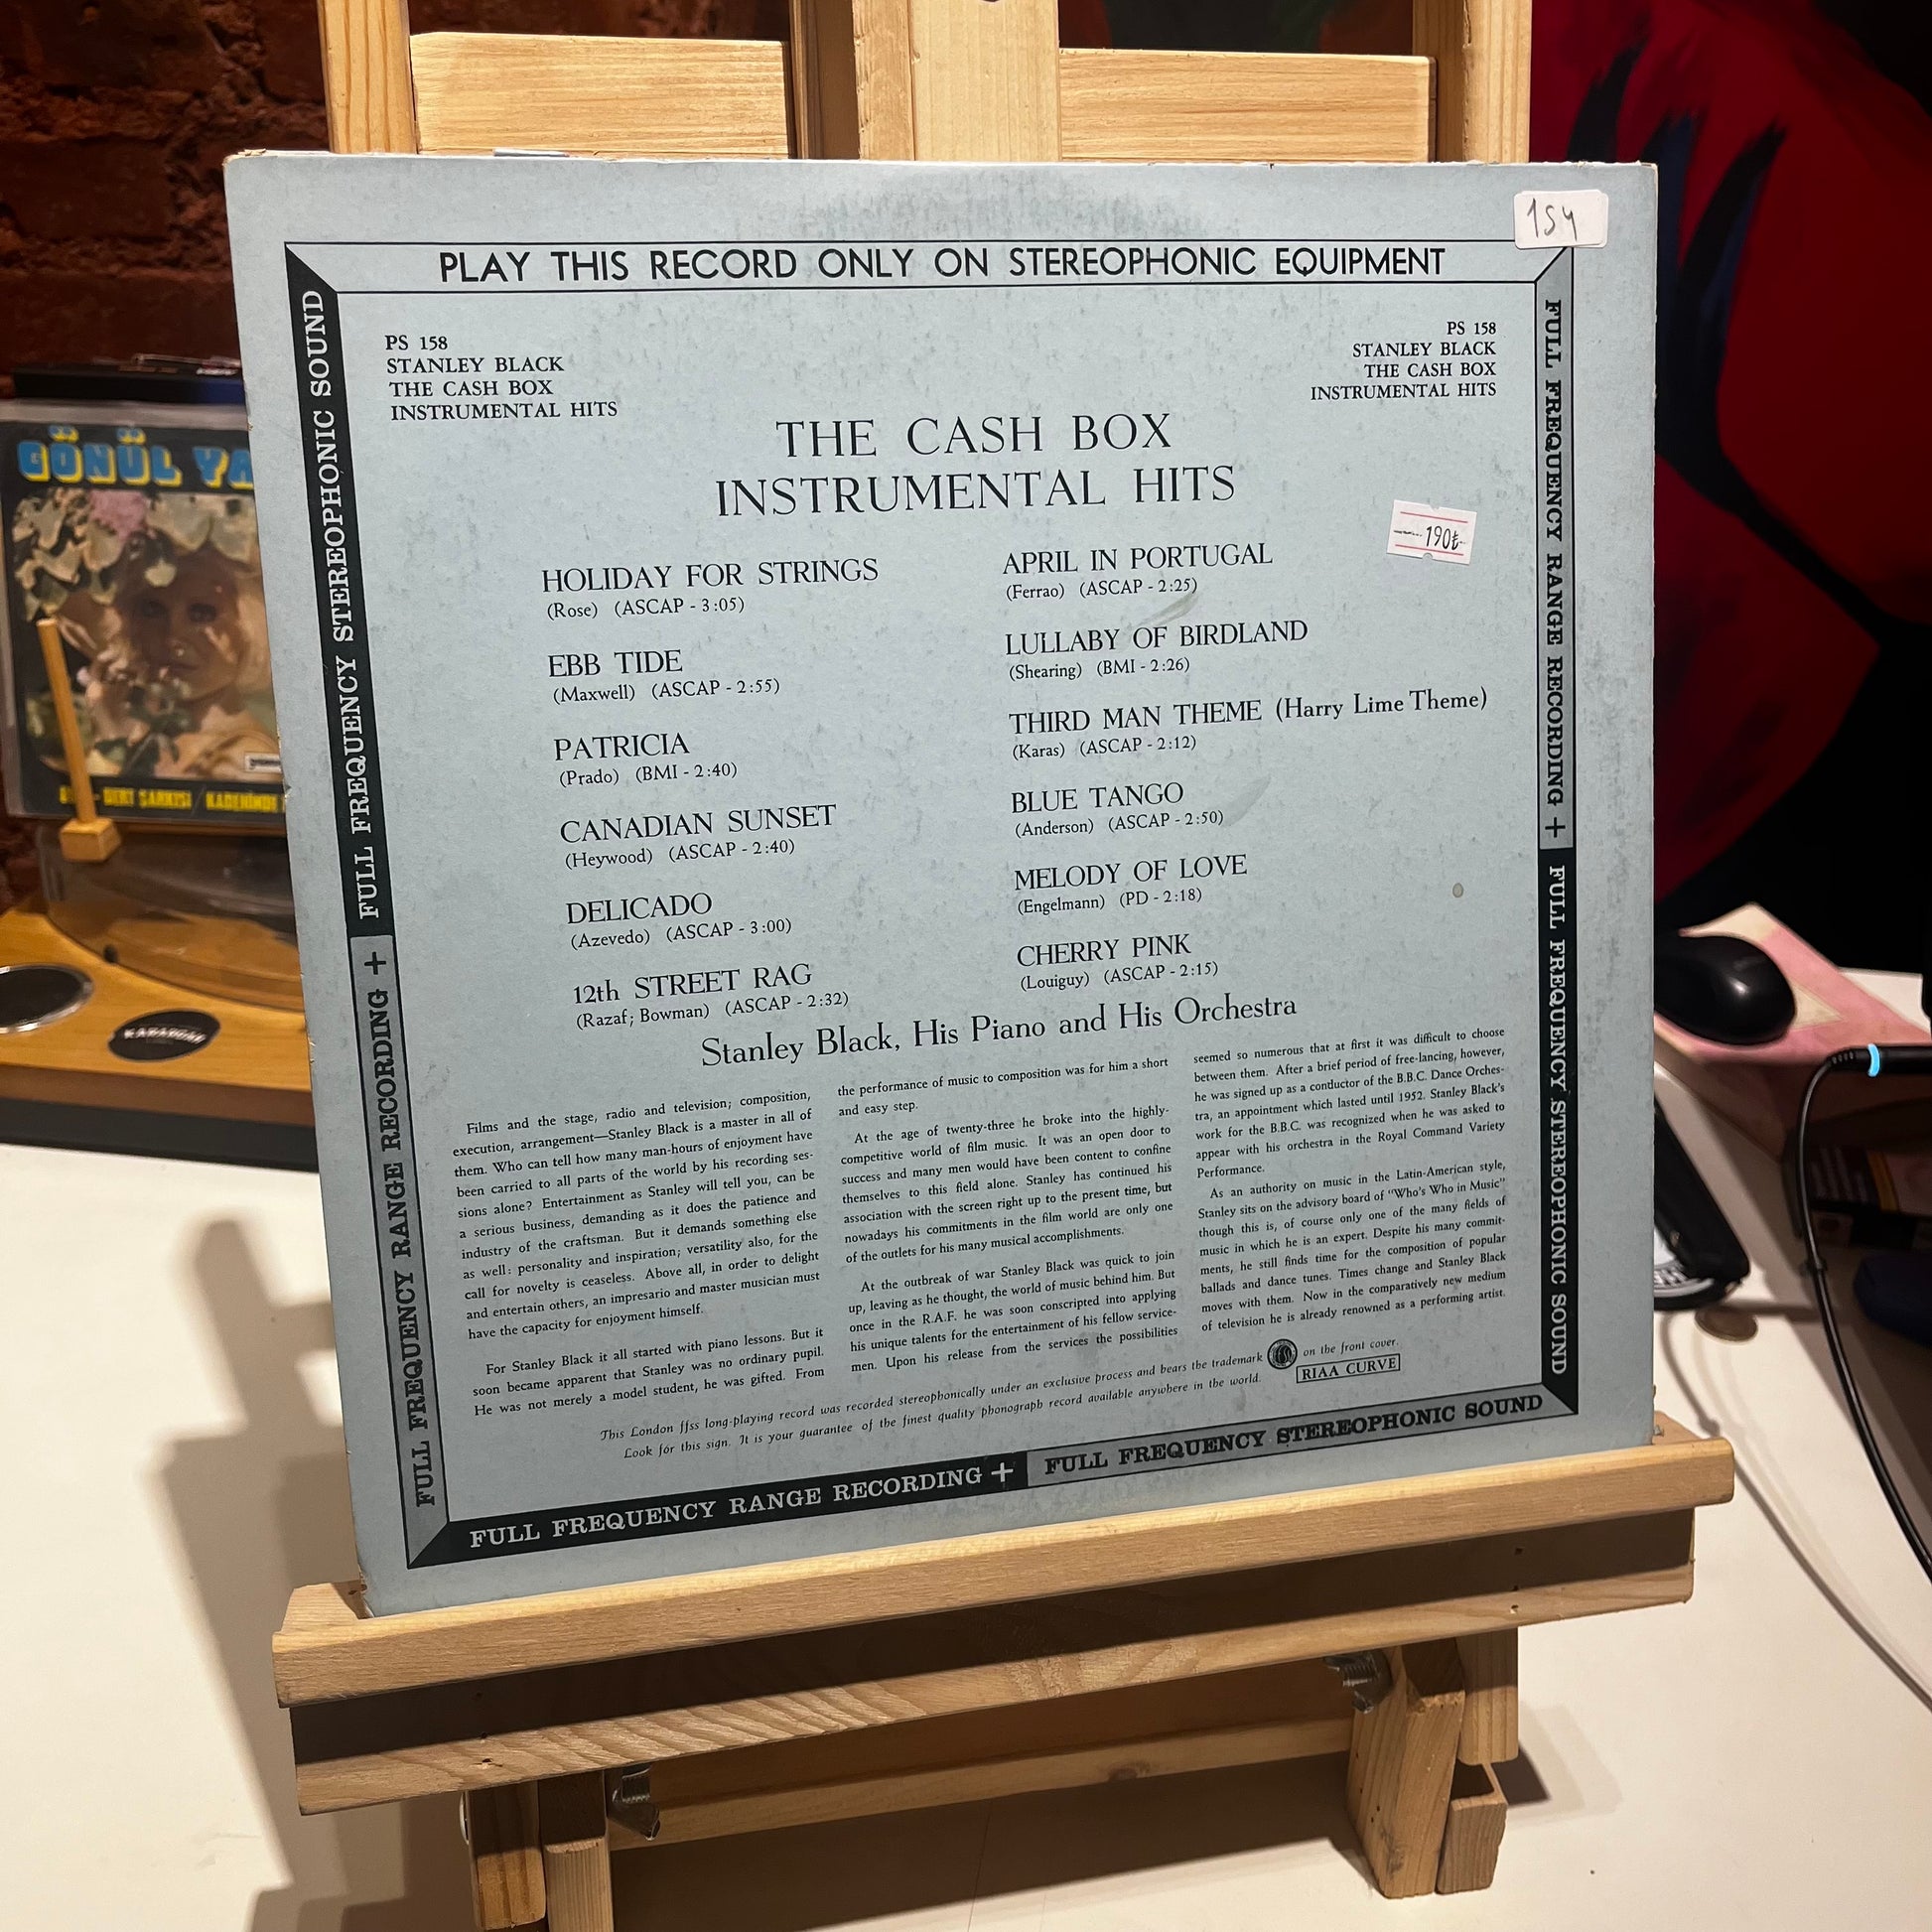 1S4
PLAY THIS RECORD ONLY ON STEREOPHONIC EQUIPMENT
FULL FREQUENCY RANGE RECORDING + FULL FREQUENCY STEREOPHONIC SOUND
PS 158
STANLEY BLACK
THE CASH BOX
INSTRUMENTAL HITS
PS 158
STANLEY BLACK
THE CASH BOX
INSTRUMENTAL HITS
THE CASH BOX
INSTRUMENTAL HITS
190₺
HOLIDAY FOR STRINGS
(Rose) (ASCAP - 3:05)
EBB TIDE
(Maxwell) (ASCAP - 2:55)
PATRICIA
(Prado) (BMI - 2:40)
CANADIAN SUNSET
(Heywood) (ASCAP - 2:40)
DELICADO
(Azevedo) (ASCAP - 3:00)
12th STREET RAG
(Razaf; Bowman) (ASCAP - 2:32)
APRIL IN PORTUGAL
(Ferrao) (ASCAP - 2:25)
LULLABY OF BIRDLAND
(Shearing) (BMI - 2:26)
THIRD MAN THEME (Harry Lime Theme)
(Karas) (ASCAP - 2:12)
BLUE TANGO
(Anderson) (ASCAP - 2:50)
MELODY OF LOVE
(Engelmann) (PD - 2:18)
CHERRY PINK
(Louiguy) (ASCAP - 2:15)
Stanley Black, His Piano and His Orchestra
Films and the stage, radio and television; composition,
execution, arrangement—Stanley Black is a master in all of
them. Who can tell how many man-hours of enjoyment have
been carried to all parts of the world by his recording ses-
sions alone? Entertainment as Stanley will tell you, can be
a serious business, demanding as it does the patience and
industry of the craftsman. But it demands something else
as well: personality and inspiration; versatility also, for the
call for novelty is ceaseless. Above all, in order to delight
and entertain others, an impresario and master musician must
have the capacity for enjoyment himself.
For Stanley Black it all started with piano lessons. But it
soon became apparent that Stanley was no ordinary pupil.
He was not merely a model student, he was gifted. From
the performance of music to composition was for him a short
and easy step.
At the age of twenty-three he broke into the highly-
competitive world of film music. It was an open door to
success and many men would have been content to confine
themselves to this field alone. Stanley has continued his
association with the screen right up to the present time, but
nowadays his commitments in the film world are only one
of the outlets for his many musical accomplishments.
At the outbreak of war Stanley Black was quick to join
up, leaving as he thought, the world of music behind him. But
once in the R.A.F. he was soon conscripted into applying
his unique talents for the entertainment of his fellow service-
men. Upon his release from the services the possibilities
seemed so numerous that at first it was difficult to choose
between them. After a brief period of free-lancing, however,
he was signed up as a conductor of the B.B.C. Dance Orches-
tra, an appointment which lasted until 1952. Stanley Black's
work for the B.B.C. was recognized when he was asked to
appear with his orchestra in the Royal Command Variety
Performance.
As an authority on music in the Latin-American style,
Stanley sits on the advisory board of "Who's Who in Music"
though this is, of course only one of the many fields of
music in which he is an expert. Despite his many commit-
ments, he still finds time for the composition of popular
ballads and dance tunes. Times change and Stanley Black
moves with them. Now in the comparatively new medium
of television he is already renowned as a performing artist.
This London ffss long-playing record was recorded stereophonically under an exclusive process and bears the trademark on the front cover.
Look for this sign. It is your guarantee of the finest quality phonograph record available anywhere in the world.
RIAA CURVE
FULL FREQUENCY RANGE RECORDING + FULL FREQUENCY STEREOPHONIC SOUND
FULL FREQUENCY RANGE RECORDING + FULL FREQUENCY STEREOPHONIC SOUND
GÖNÜL YA
DERT ŞARKISI / KADEHİMDE